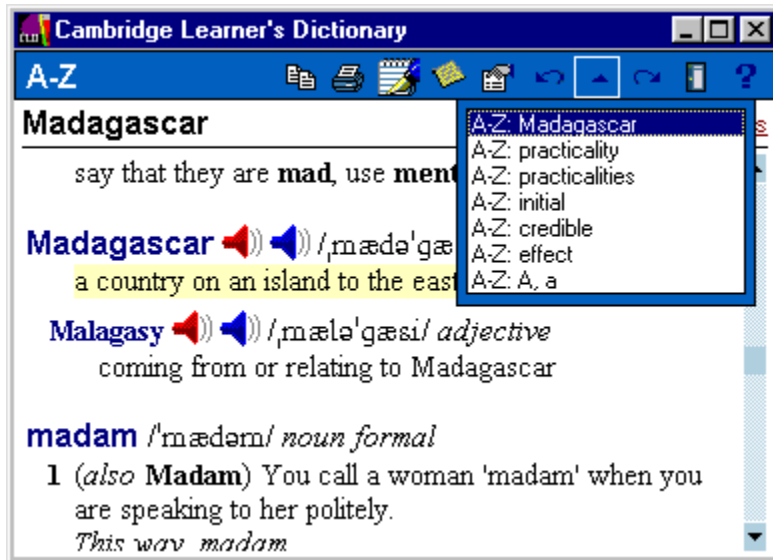 Cambridge Learner's Dictionary
A-Z
?
Madagascar
A-Z: Madagascar
A-Z: practicality
A-Z: practicalities
A-Z: initial
A-Z: credible
A-Z: effect
A-Z: A, a
say that they are mad, use
Madagascar /ˌmædəˈgæ
a country on an island to the east
Malagasy /ˌmæləˈgæsi/ adjective
coming from or relating to Madagascar
madam /ˈmædəm/ noun formal
1 (also Madam) You call a woman 'madam' when you
are speaking to her politely.
This way, madam